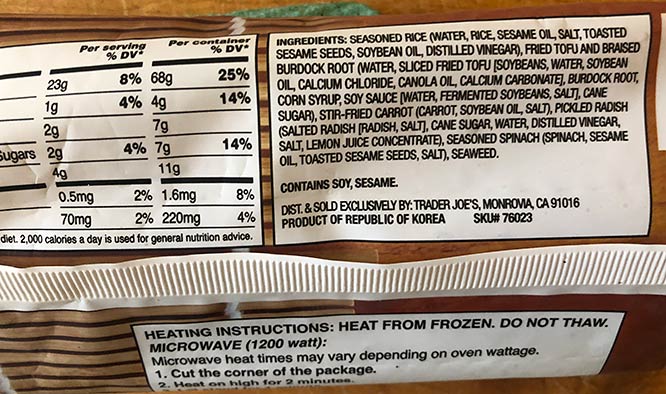 Per serving Per container
% DV* % DV*
23g 8% 68g 25%
1g 4% 4g 14%
2g 7g
Sugars 2g 4% 7g 14%
4g 11g
0.5mg 2% 1.6mg 8%
70mg 2% 220mg 4%
diet. 2,000 calories a day is used for general nutrition advice.
INGREDIENTS: SEASONED RICE (WATER, RICE, SESAME OIL, SALT, TOASTED
SESAME SEEDS, SOYBEAN OIL, DISTILLED VINEGAR), FRIED TOFU AND BRAISED
BURDOCK ROOT (WATER, SLICED FRIED TOFU [SOYBEANS, WATER, SOYBEAN
OIL, CALCIUM CHLORIDE, CANOLA OIL, CALCIUM CARBONATE], BURDOCK ROOT,
CORN SYRUP, SOY SAUCE [WATER, FERMENTED SOYBEANS, SALT], CANE
SUGAR), STIR-FRIED CARROT (CARROT, SOYBEAN OIL, SALT), PICKLED RADISH
(SALTED RADISH [RADISH, SALT], CANE SUGAR, WATER, DISTILLED VINEGAR,
SALT, LEMON JUICE CONCENTRATE), SEASONED SPINACH (SPINACH, SESAME
OIL, TOASTED SESAME SEEDS, SALT), SEAWEED.
CONTAINS SOY, SESAME.
DIST. & SOLD EXCLUSIVELY BY: TRADER JOE'S, MONROVIA, CA 91016
PRODUCT OF REPUBLIC OF KOREA SKU# 76023
HEATING INSTRUCTIONS: HEAT FROM FROZEN. DO NOT THAW.
MICROWAVE (1200 watt):
Microwave heat times may vary depending on oven wattage.
1. Cut the corner of the package.
2. Heat on high for 2 minutes.